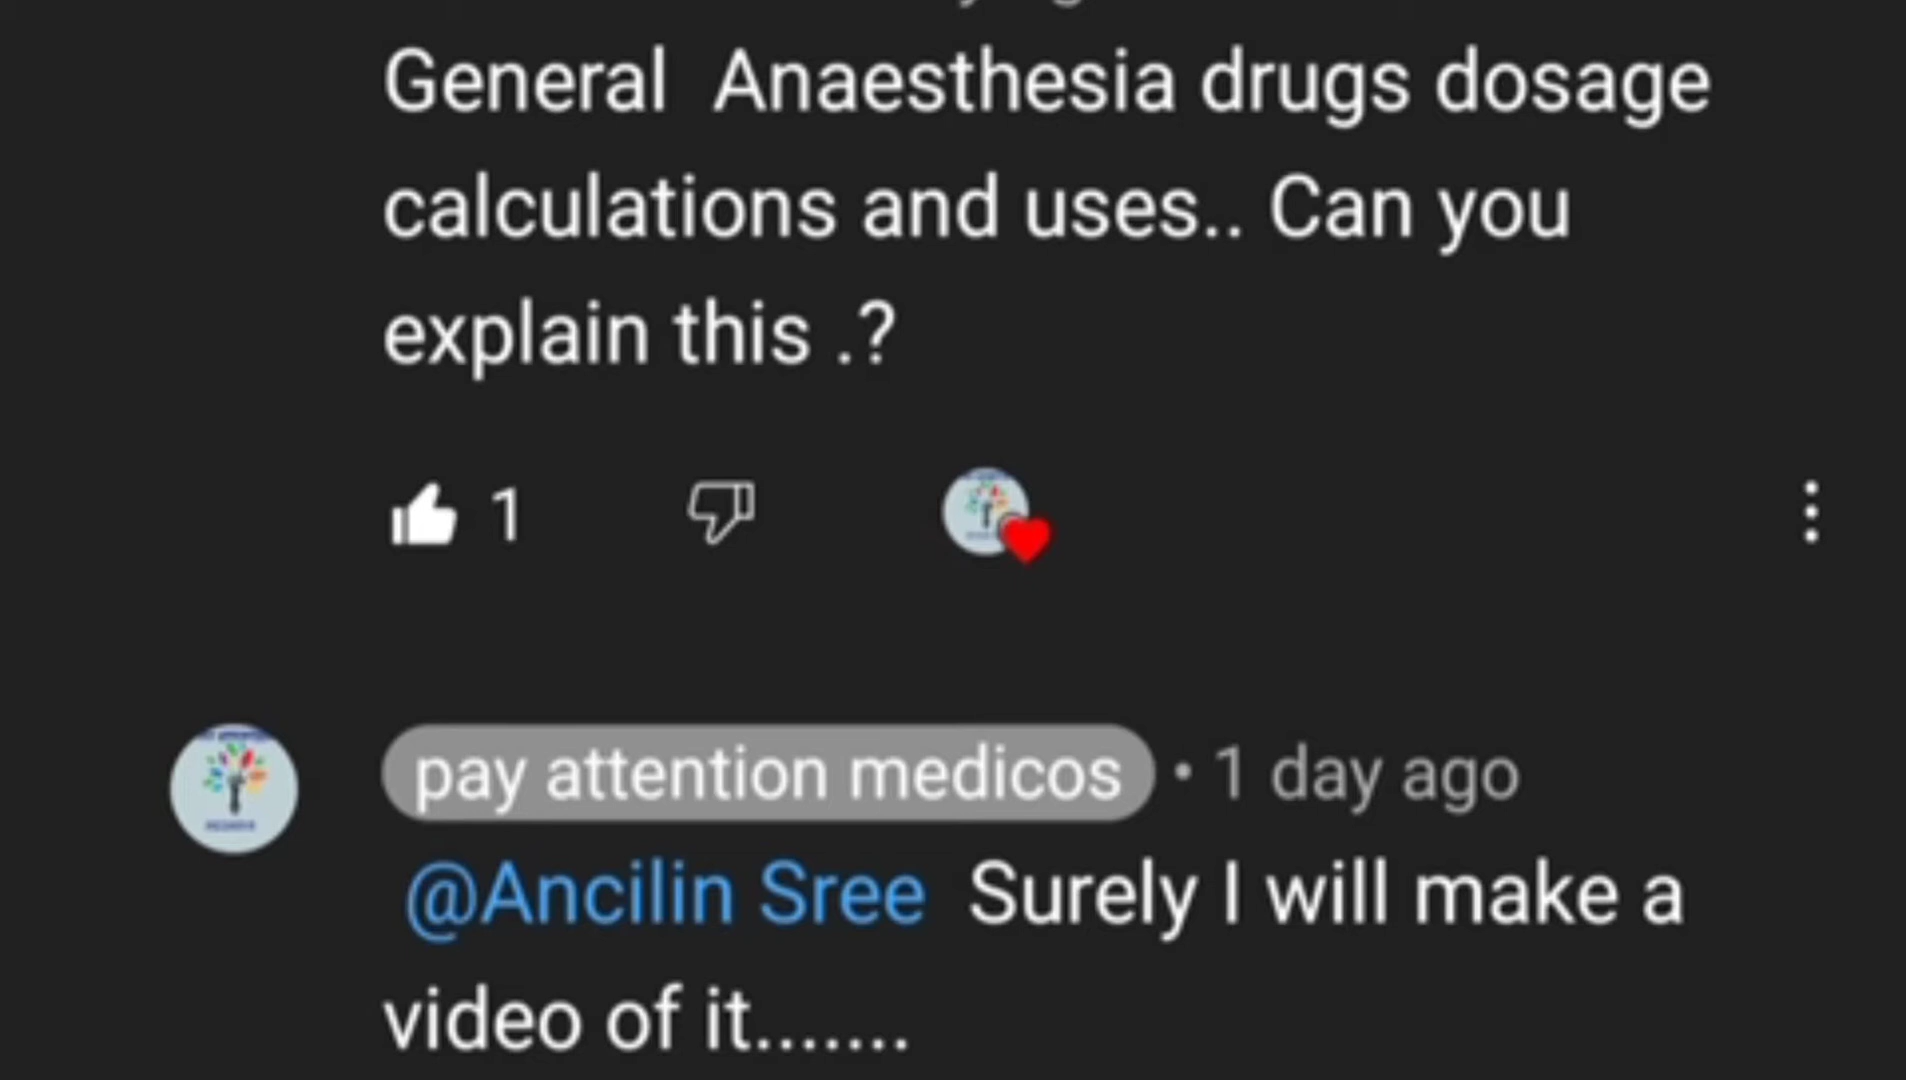 General Anaesthesia drugs dosage
calculations and uses.. Can you
explain this .?
1
pay attention medicos • 1 day ago
@Ancilin Sree Surely I will make a
video of it.......